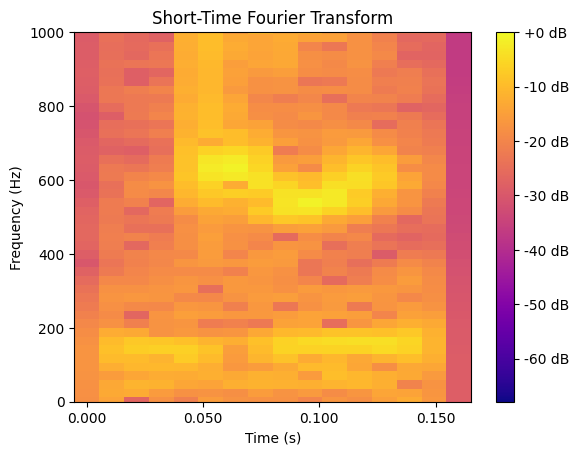 Short-Time Fourier Transform
1000
800
600
400
200
0
Frequency (Hz)
0.000
0.050
0.100
0.150
Time (s)
+0 dB
-10 dB
-20 dB
-30 dB
-40 dB
-50 dB
-60 dB